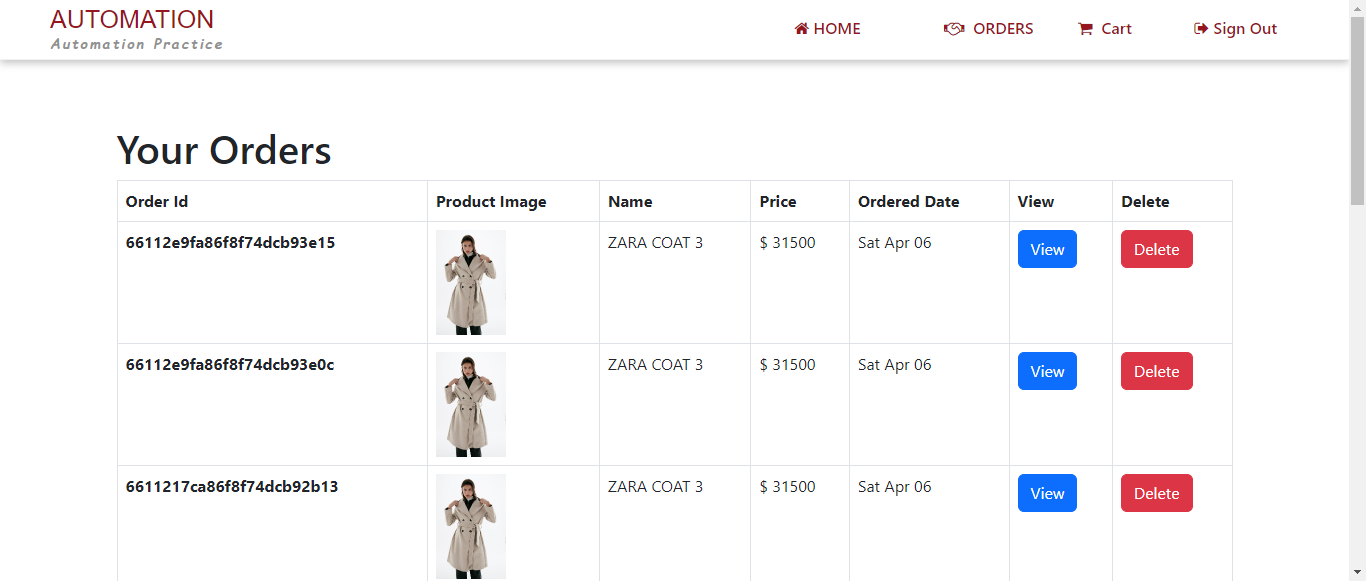 AUTOMATION
Automation Practice
HOME ORDERS Cart Sign Out
Your Orders
Order Id Product Image Name Price Ordered Date View Delete
66112e9fa86f8f74dcb93e15 ZARA COAT 3 $ 31500 Sat Apr 06 View Delete
66112e9fa86f8f74dcb93e0c ZARA COAT 3 $ 31500 Sat Apr 06 View Delete
6611217ca86f8f74dcb92b13 ZARA COAT 3 $ 31500 Sat Apr 06 View Delete